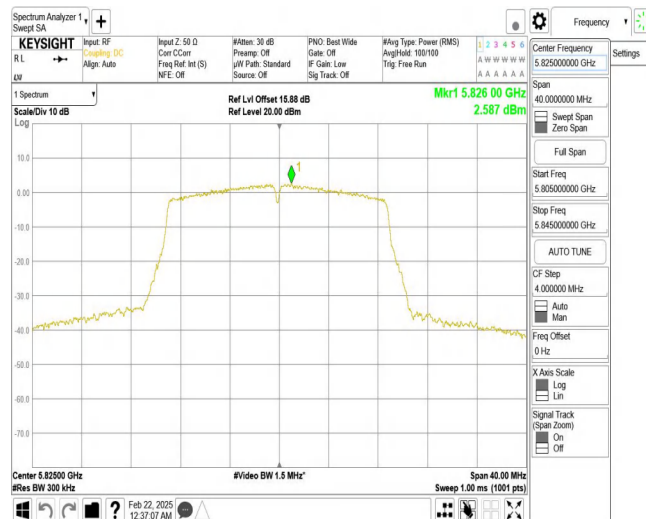 Spectrum Analyzer 1
Swept SA
Frequency
KEYSIGHT
Input: RF
Coupling: DC
Align: Auto
Input Z: 50 Ω
Corr CCorr
Freq Ref: Int (S)
NFE: Off
#Atten: 30 dB
Preamp: Off
µW Path: Standard
Source: Off
PNO: Best Wide
Gate: Off
IF Gain: Low
Sig Track: Off
#Avg Type: Power (RMS)
Avg|Hold: 100/100
Trig: Free Run
1 2 3 4 5 6
A W W W W W
A A A A A A
R L
Center Frequency
5.825000000 GHz
Settings
Span
40.0000000 MHz
Swept Span
Zero Span
Full Span
Start Freq
5.805000000 GHz
Stop Freq
5.845000000 GHz
AUTO TUNE
CF Step
4.000000 MHz
Auto
Man
Freq Offset
0 Hz
X Axis Scale
Log
Lin
Signal Track
(Span Zoom)
On
Off
1 Spectrum
Scale/Div 10 dB
Log
Ref Lvl Offset 15.88 dB
Ref Level 20.00 dBm
Mkr1 5.826 00 GHz
2.587 dBm
1
10.0
0.00
-10.0
-20.0
-30.0
-40.0
-50.0
-60.0
-70.0
Center 5.82500 GHz
#Res BW 300 kHz
#Video BW 1.5 MHz*
Span 40.00 MHz
Sweep 1.00 ms (1001 pts)
Feb 22, 2025
12:37:07 AM